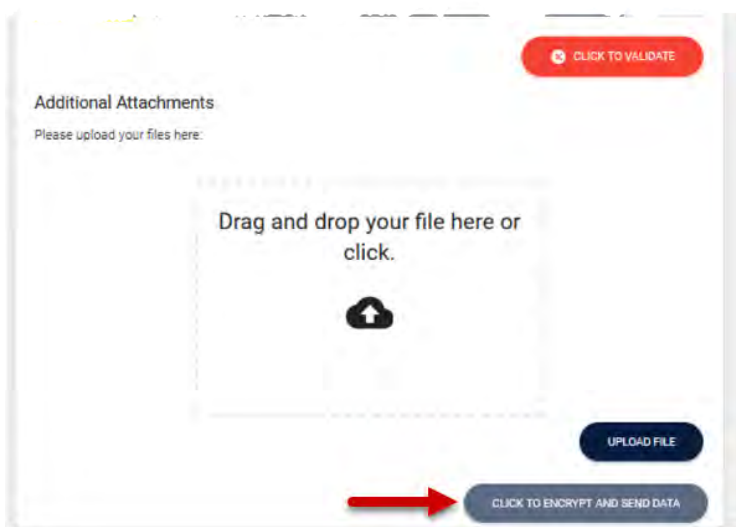 CLICK TO VALIDATE
Additional Attachments
Please upload your files here:
Drag and drop your file here or
click.
UPLOAD FILE
CLICK TO ENCRYPT AND SEND DATA